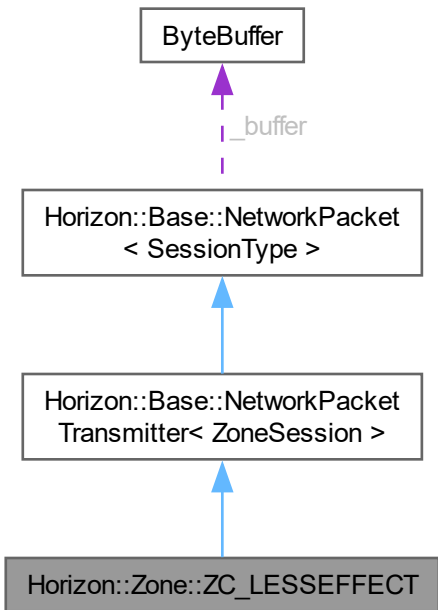 ByteBuffer
_buffer
Horizon::Base::NetworkPacket
< SessionType >
Horizon::Base::NetworkPacket
Transmitter< ZoneSession >
Horizon::Zone::ZC_LESSEFFECT